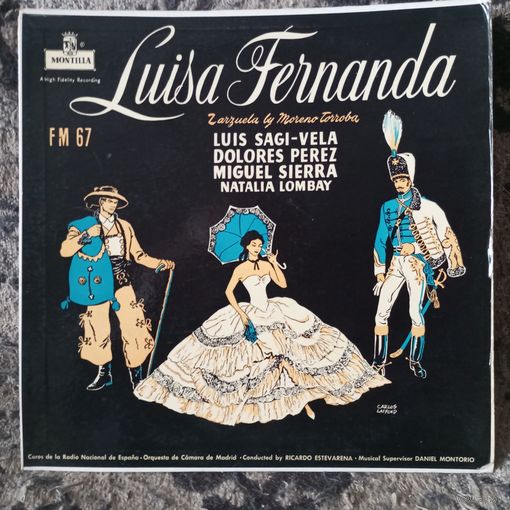 MONTILLA
A High Fidelity Recording
Luisa Fernanda
Zarzuela by Moreno Torroba
FM 67
LUIS SAGI-VELA
DOLORES PEREZ
MIGUEL SIERRA
NATALIA LOMBAY
CARLOS
Coros de la Radio Nacional de España • Orquesta de Cámara de Madrid • Conducted by RICARDO ESTEVARENA • Musical Supervisor DANIEL MONTORIO